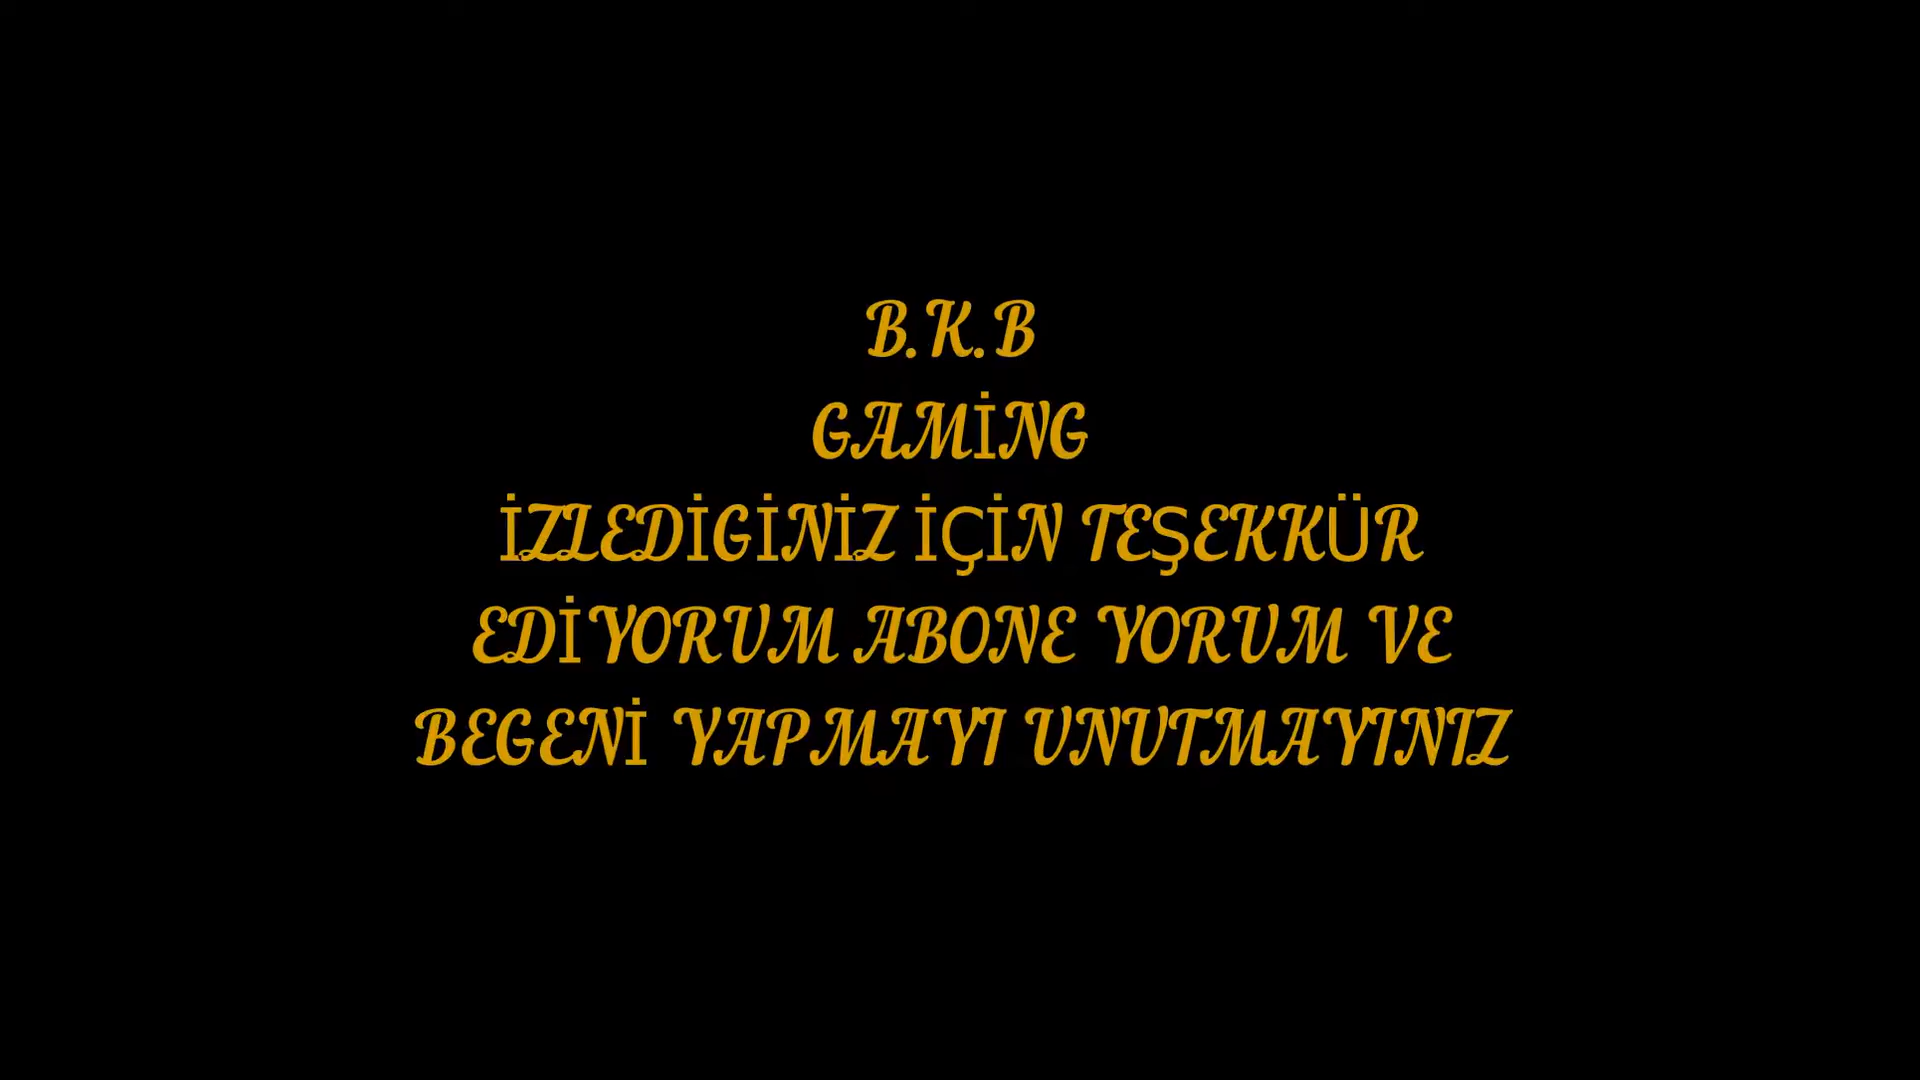 B.K.B
GAMİNG
İZLEDİGİNİZ İÇİN TEŞEKKÜR
EDİYORUM ABONE YORUM VE
BEGENİ YAPMAYI UNUTMAYINIZ